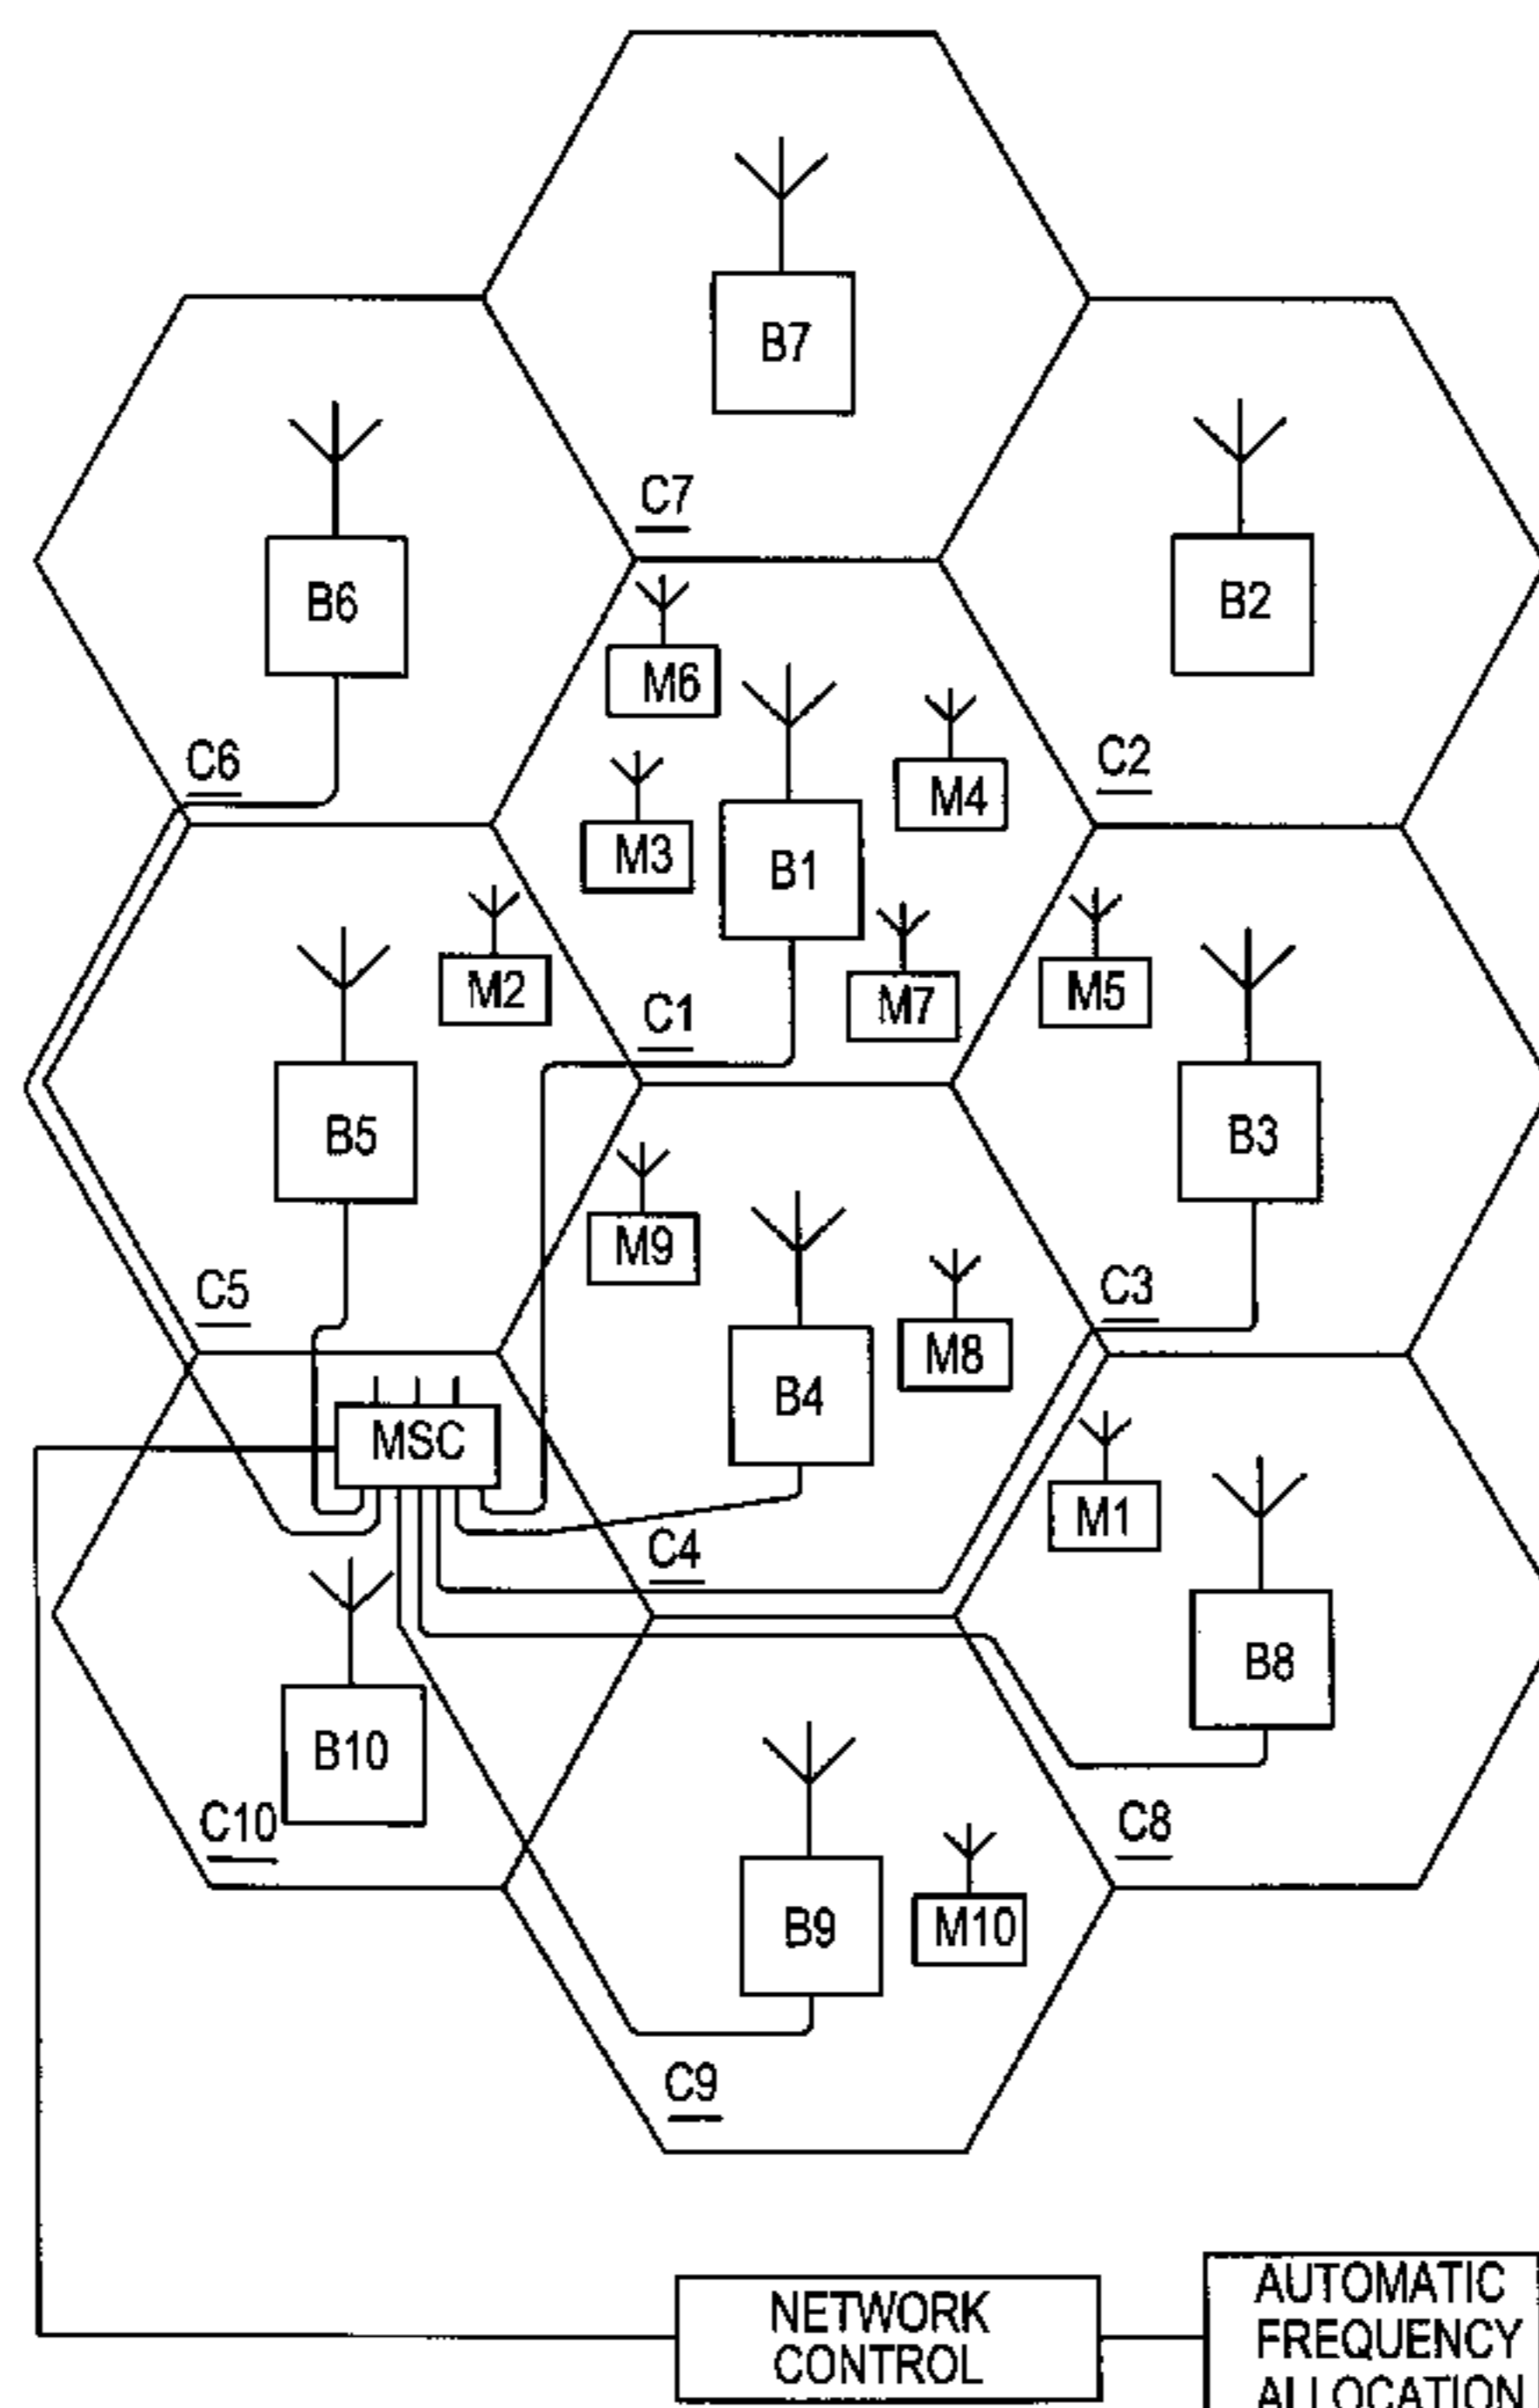 B7
C7
B6
B2
M6
C6
C2
M4
M3
B1
M2
M7
M5
C1
B5
B3
M9
C5
C3
M8
B4
MSC
M1
C4
B8
B10
C10
C8
B9
M10
C9
NETWORK
CONTROL
AUTOMATIC
FREQUENCY
ALLOCATION